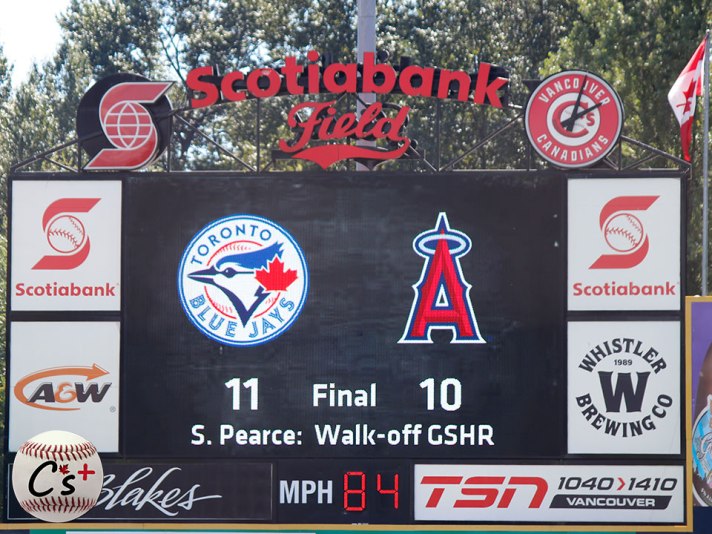 Scotiabank
Field
VANCOUVER
C's
CANADIANS
Scotiabank
Scotiabank
TORONTO
BLUE JAYS
A
11 Final 10
S. Pearce: Walk-off GSHR
A&W
WHISTLER
1989
W
BREWING CO
C's+
Blakes
MPH 84
TSN 1040>1410
VANCOUVER